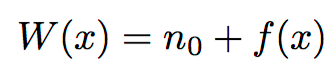 W(x) = n₀ + f(x)